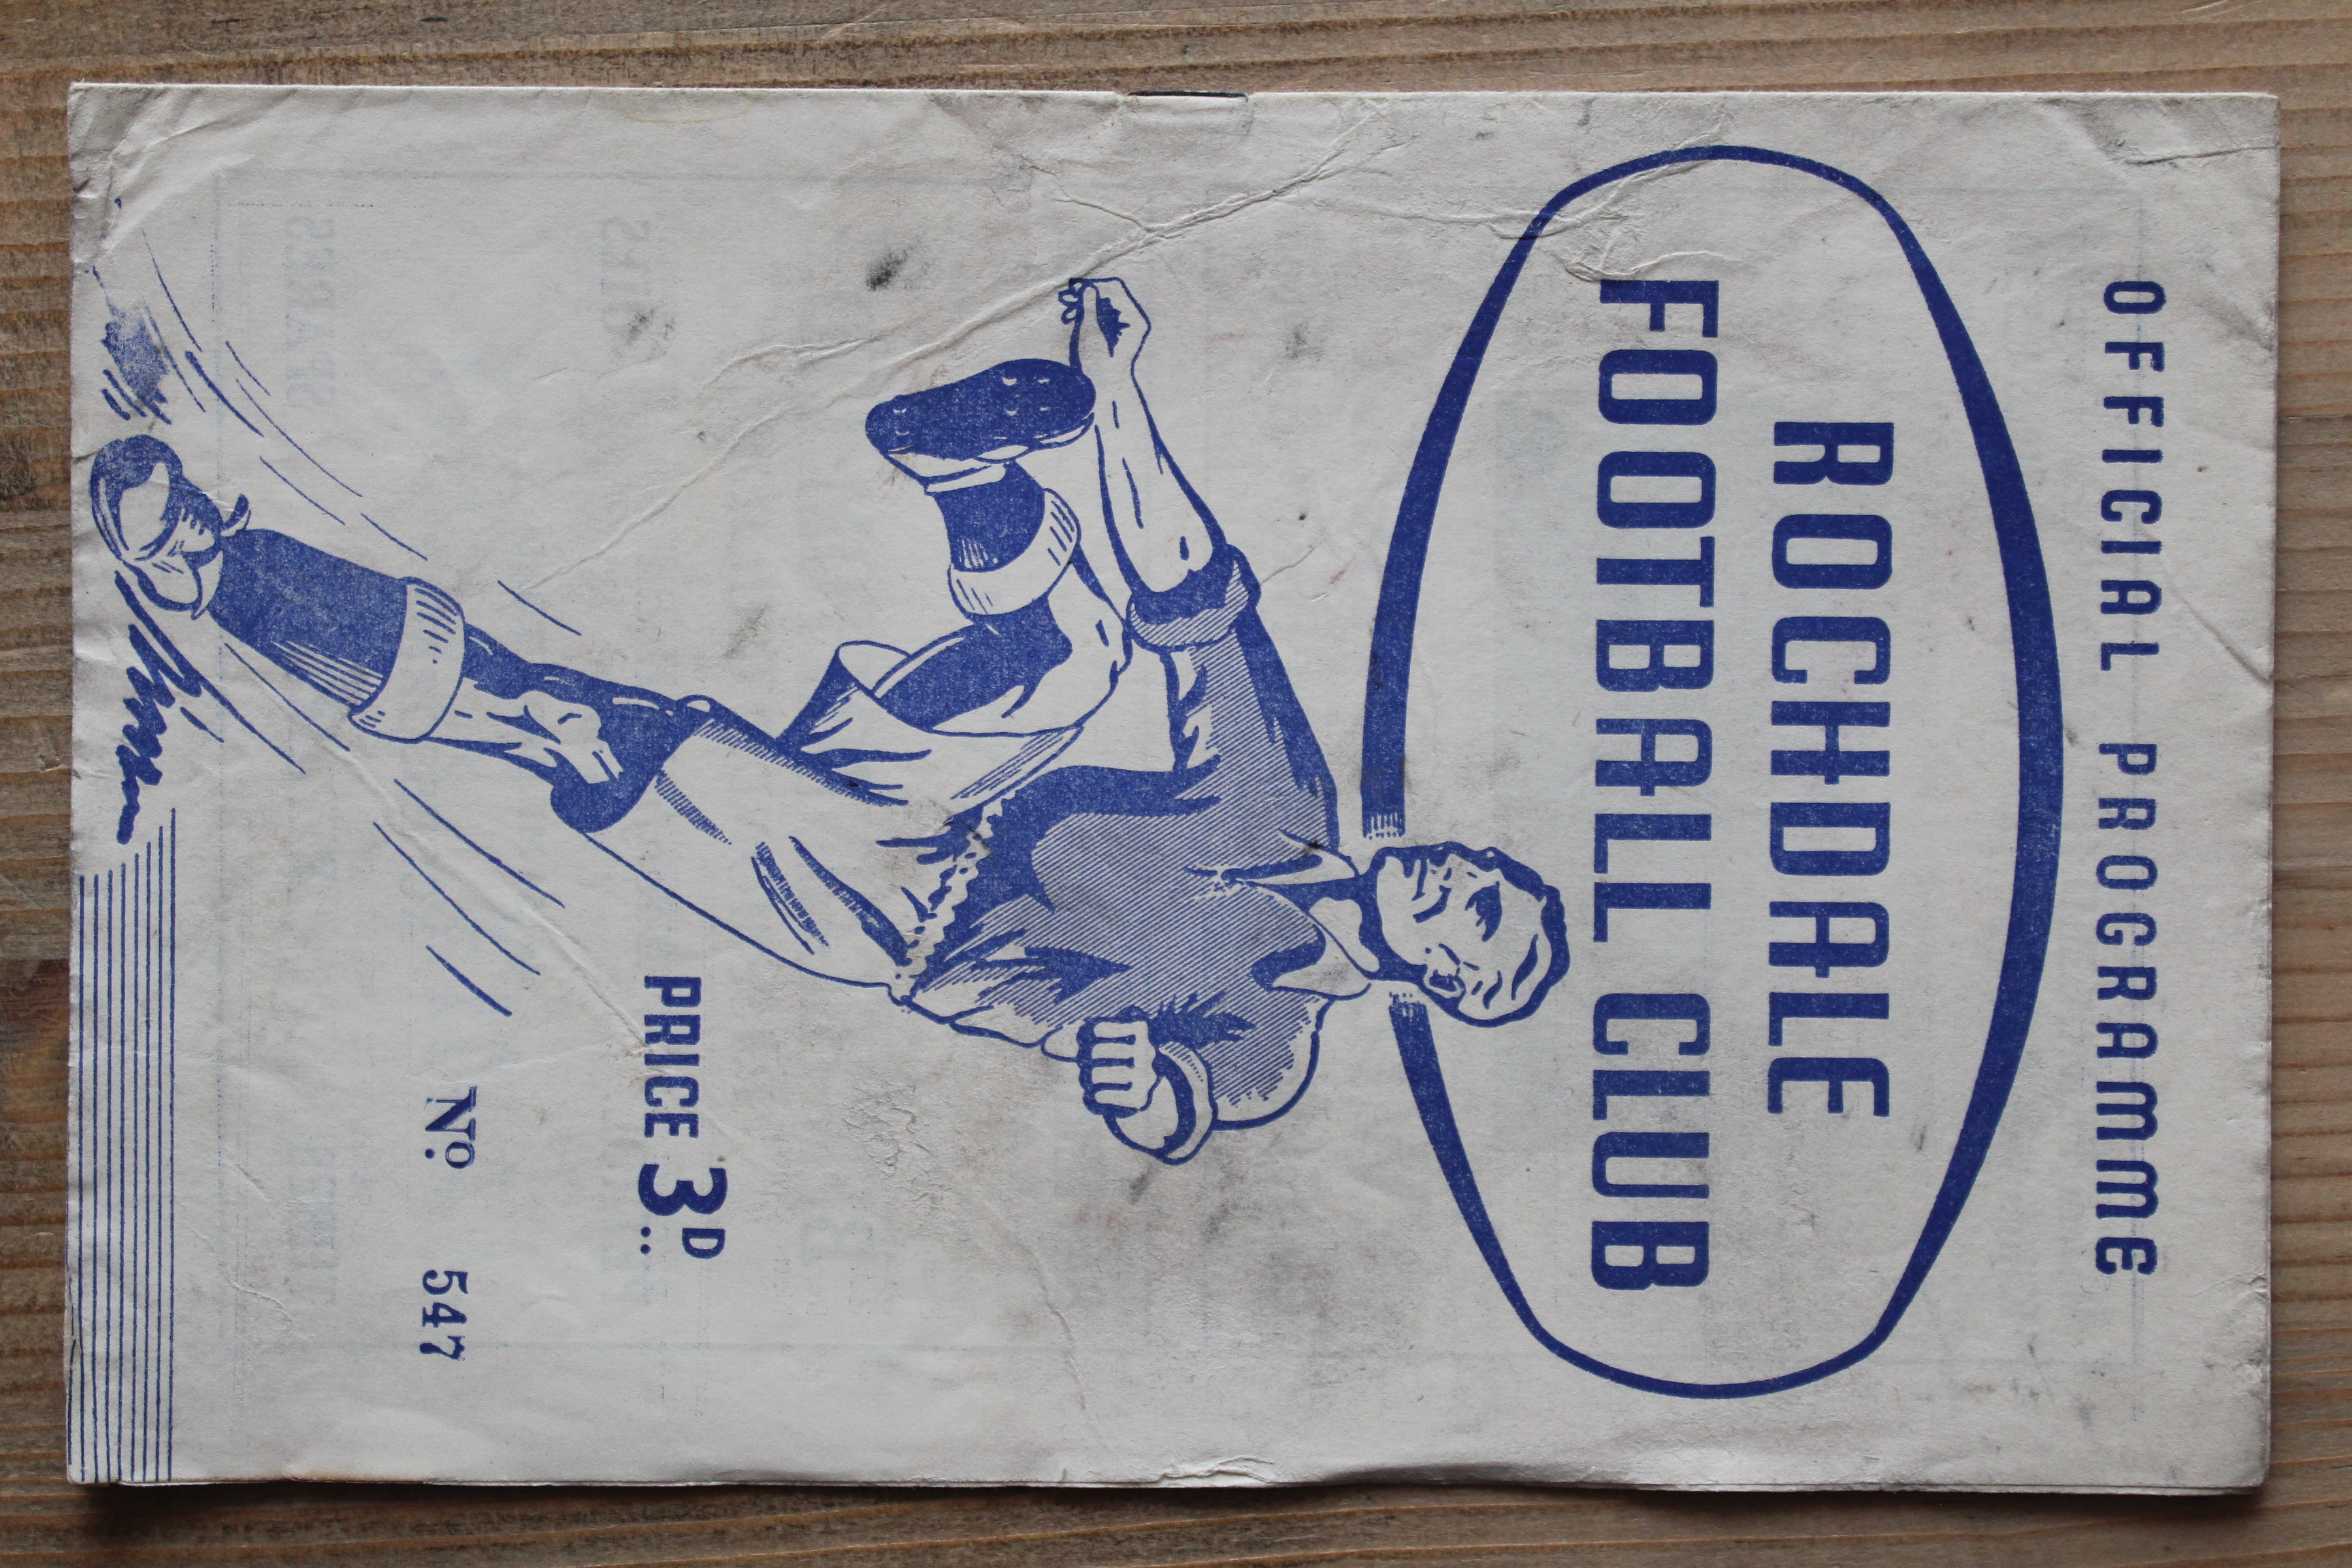 OFFICIAL PROGRAMME
ROCHDALE
FOOTBALL CLUB
PRICE 3D..
No. 547